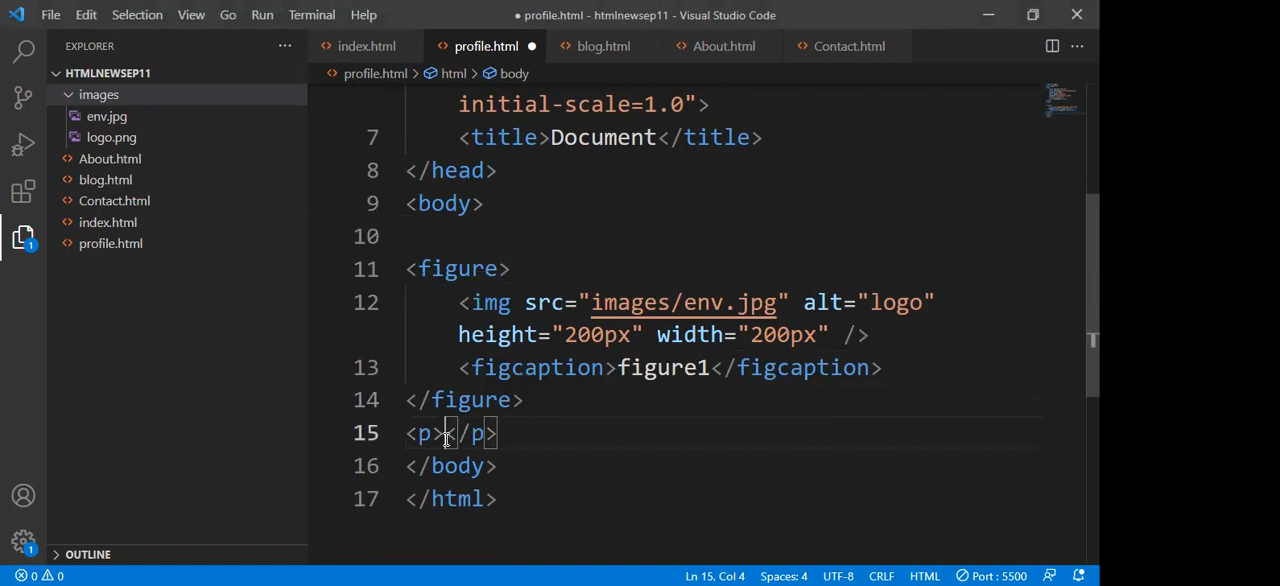 File Edit Selection View Go Run Terminal Help
● profile.html - htmlnewsep11 - Visual Studio Code
EXPLORER
index.html profile.html blog.html About.html Contact.html
HTMLNEWSEP11
profile.html > html > body
images
env.jpg
logo.png
About.html
blog.html
Contact.html
index.html
profile.html
OUTLINE
initial-scale=1.0">
7 <title>Document</title>
8 </head>
9 <body>
10
11 <figure>
12 <img src="images/env.jpg" alt="logo"
height="200px" width="200px" />
13 <figcaption>figure1</figcaption>
14 </figure>
15 <p></p>
16 </body>
17 </html>
1
1
0 0 Ln 15, Col 4 Spaces: 4 UTF-8 CRLF HTML Port : 5500